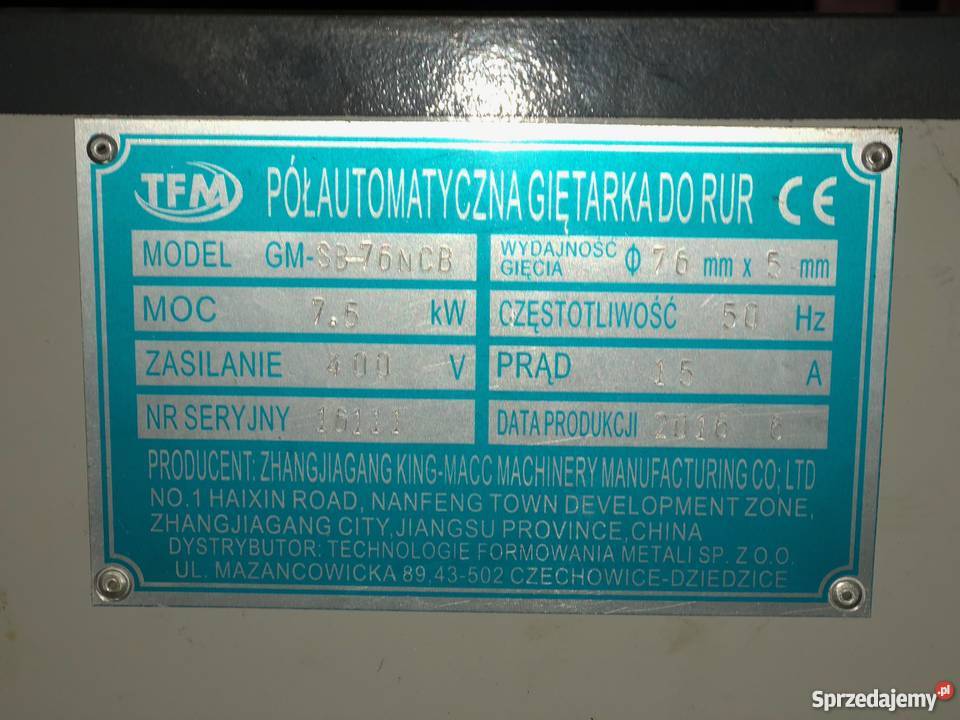 TFM PÓŁAUTOMATYCZNA GIĘTARKA DO RUR CE
MODEL GM-SB-76NCB WYDAJNOŚĆ GIĘCIA Φ 76 mm x 5 mm
MOC 7.5 kW CZĘSTOTLIWOŚĆ 50 Hz
ZASILANIE 400 V PRĄD 15 A
NR SERYJNY 16111 DATA PRODUKCJI 2016 6
PRODUCENT: ZHANGJIAGANG KING-MACC MACHINERY MANUFACTURING CO; LTD
NO.1 HAIXIN ROAD, NANFENG TOWN DEVELOPMENT ZONE,
ZHANGJIAGANG CITY,JIANGSU PROVINCE,CHINA
DYSTRYBUTOR: TECHNOLOGIE FORMOWANIA METALI SP. Z O.O.
UL. MAZANCOWICKA 89,43-502 CZECHOWICE-DZIEDZICE
Sprzedajemy.pl